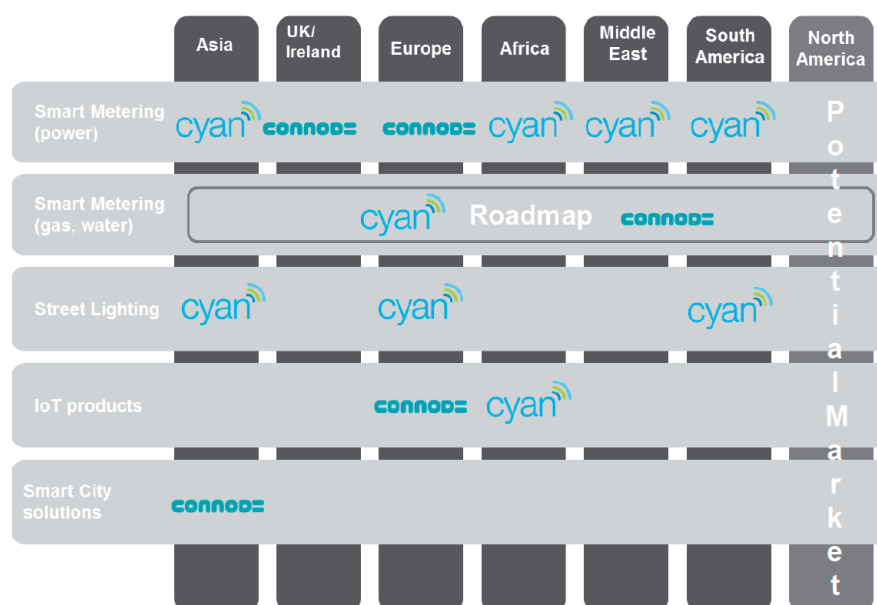 Asia
UK/
Ireland
Europe
Africa
Middle
East
South
America
North
America
Smart Metering
(power)
cyan
CONNODE
CONNODE
cyan
cyan
cyan
Smart Metering
(gas, water)
cyan
Roadmap
CONNODE
Street Lighting
cyan
cyan
cyan
IoT products
CONNODE
cyan
Smart City
solutions
CONNODE
Potential Market